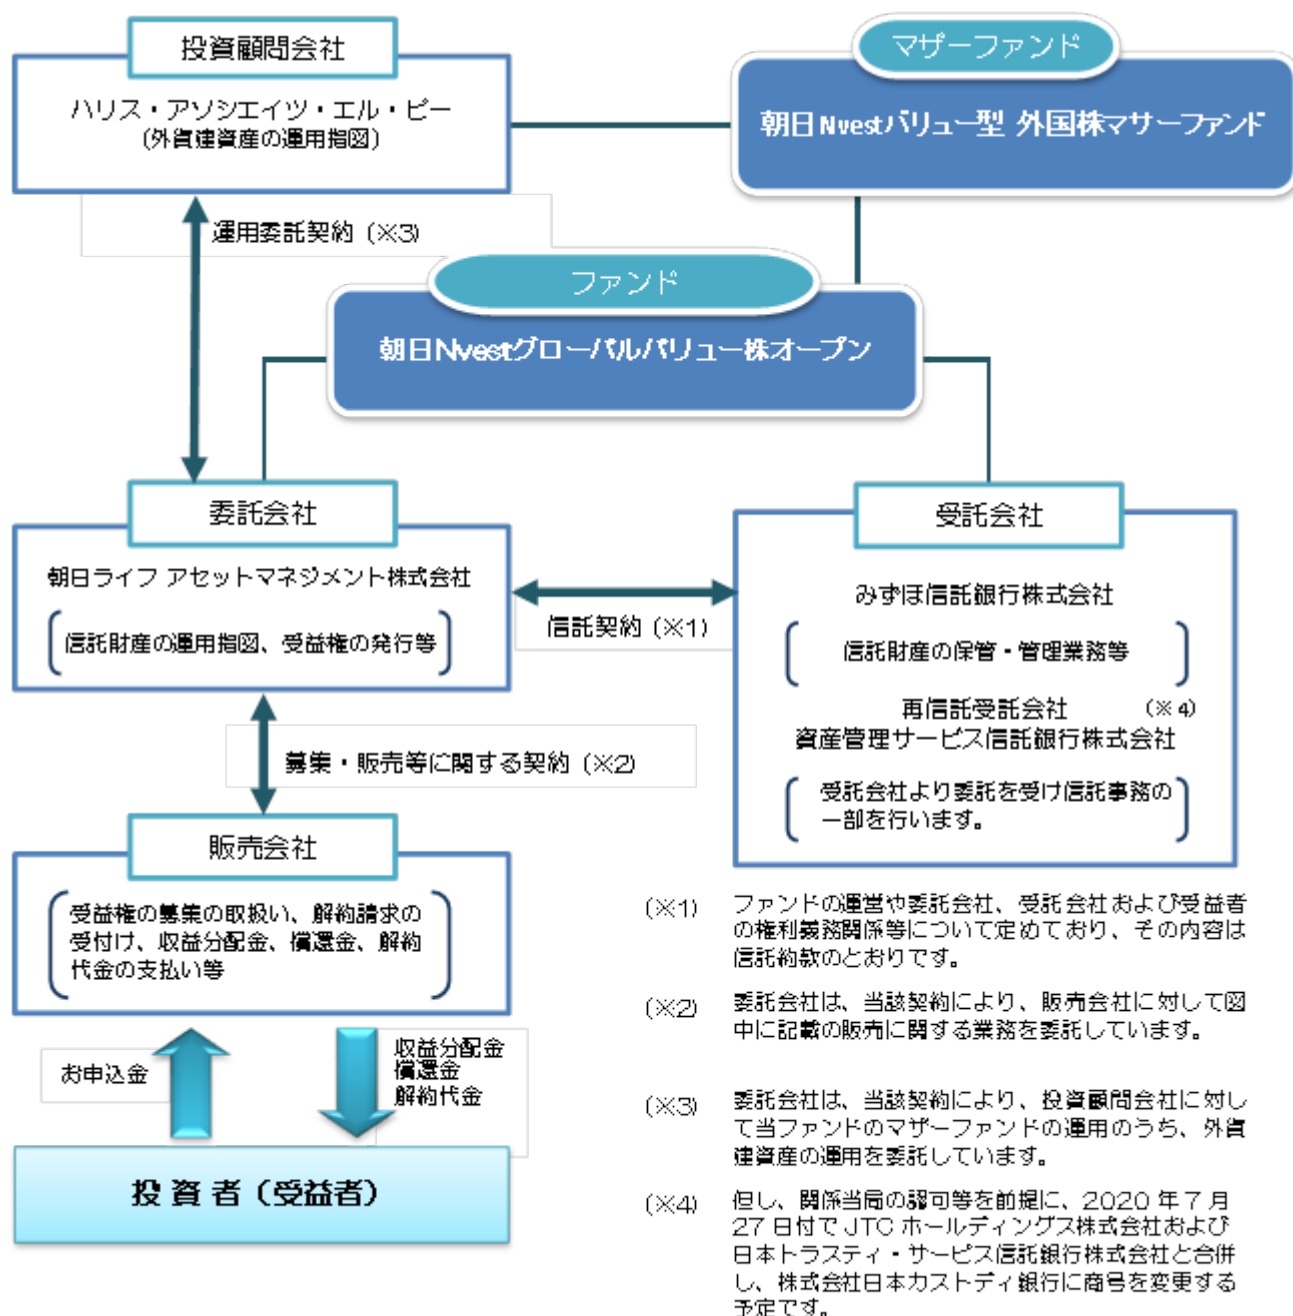 投資顧問会社
ハリス・アソシエイツ・エル・ピー
(外貨建資産の運用指図)
マザーファンド
朝日Nvestバリュー型 外国株マザーファンド
運用委託契約 (※3)
ファンド
朝日Nvestグローバルバリュー株オープン
委託会社
朝日ライフ アセットマネジメント株式会社
信託財産の運用指図、受益権の発行等
信託契約 (※1)
受託会社
みずほ信託銀行株式会社
信託財産の保管・管理業務等
再信託受託会社 (※4)
資産管理サービス信託銀行株式会社
受託会社より委託を受け信託事務の
一部を行います。
募集・販売等に関する契約 (※2)
販売会社
受益権の募集の取扱い、解約請求の
受付け、収益分配金、償還金、解約
代金の支払い等
お申込金
収益分配金
償還金
解約代金
投 資 者 (受益者)
(※1) ファンドの運営や委託会社、受託会社および受益者
の権利義務関係等について定めており、その内容は
信託約款のとおりです。
(※2) 委託会社は、当該契約により、販売会社に対して図
中に記載の販売に関する業務を委託しています。
(※3) 委託会社は、当該契約により、投資顧問会社に対し
て当ファンドのマザーファンドの運用のうち、外貨
建資産の運用を委託しています。
(※4) 但し、関係当局の認可等を前提に、2020 年 7 月
27 日付で JTC ホールディングス株式会社および
日本トラスティ・サービス信託銀行株式会社と合併
し、株式会社日本カストディ銀行に商号を変更する
予定です。